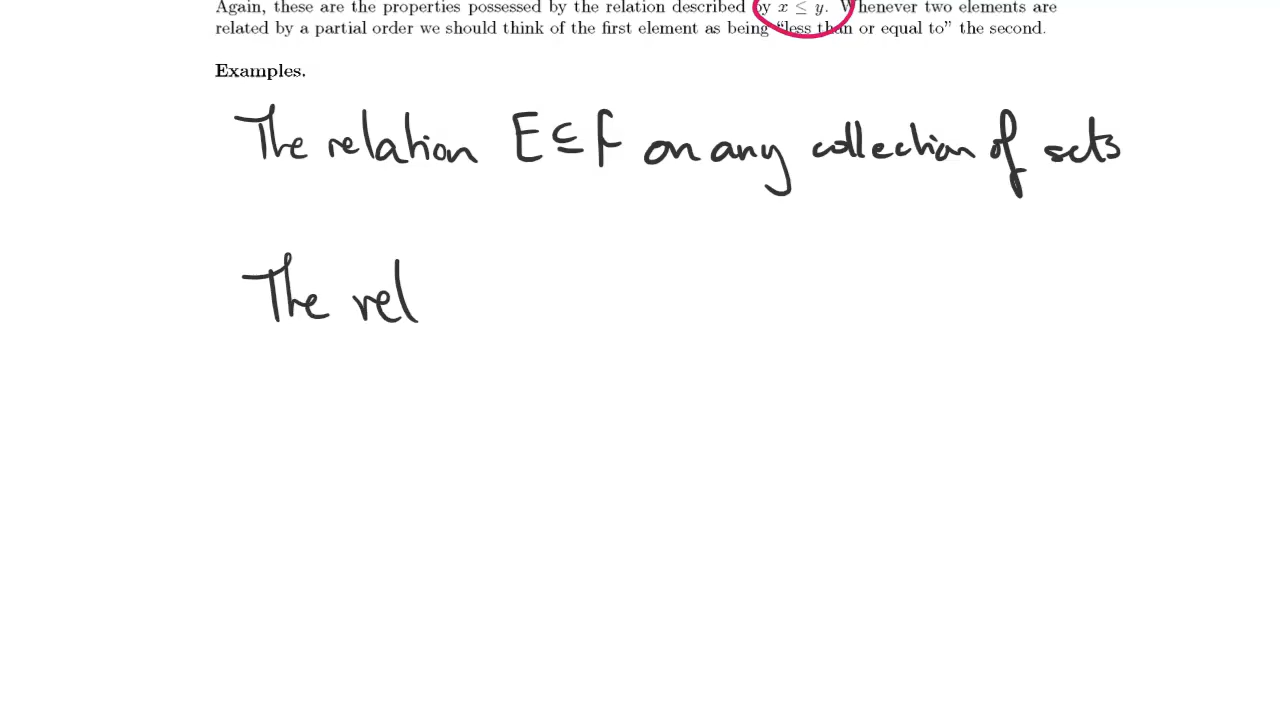 Again, these are the properties possessed by the relation described by x ≤ y. Whenever two elements are
related by a partial order we should think of the first element as being “less than or equal to” the second.
Examples.
The relation E ⊆ F on any collection of sets
The rel